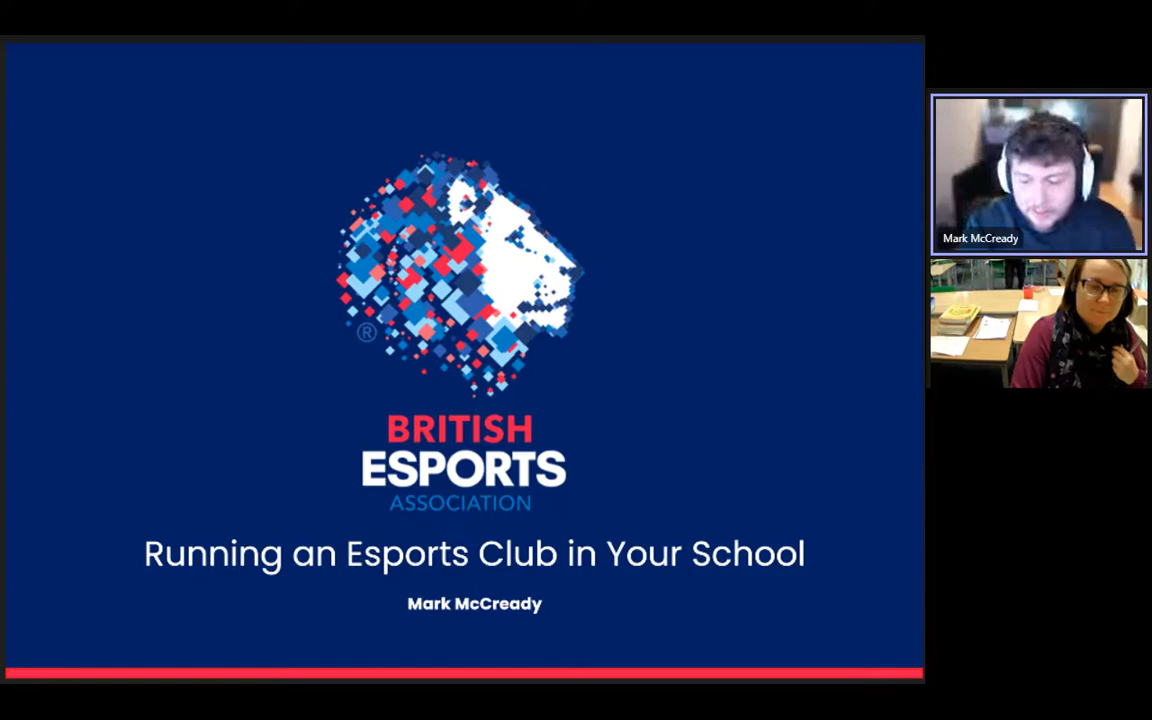 ®
BRITISH
ESPORTS
ASSOCIATION
Running an Esports Club in Your School
Mark McCready
Mark McCready